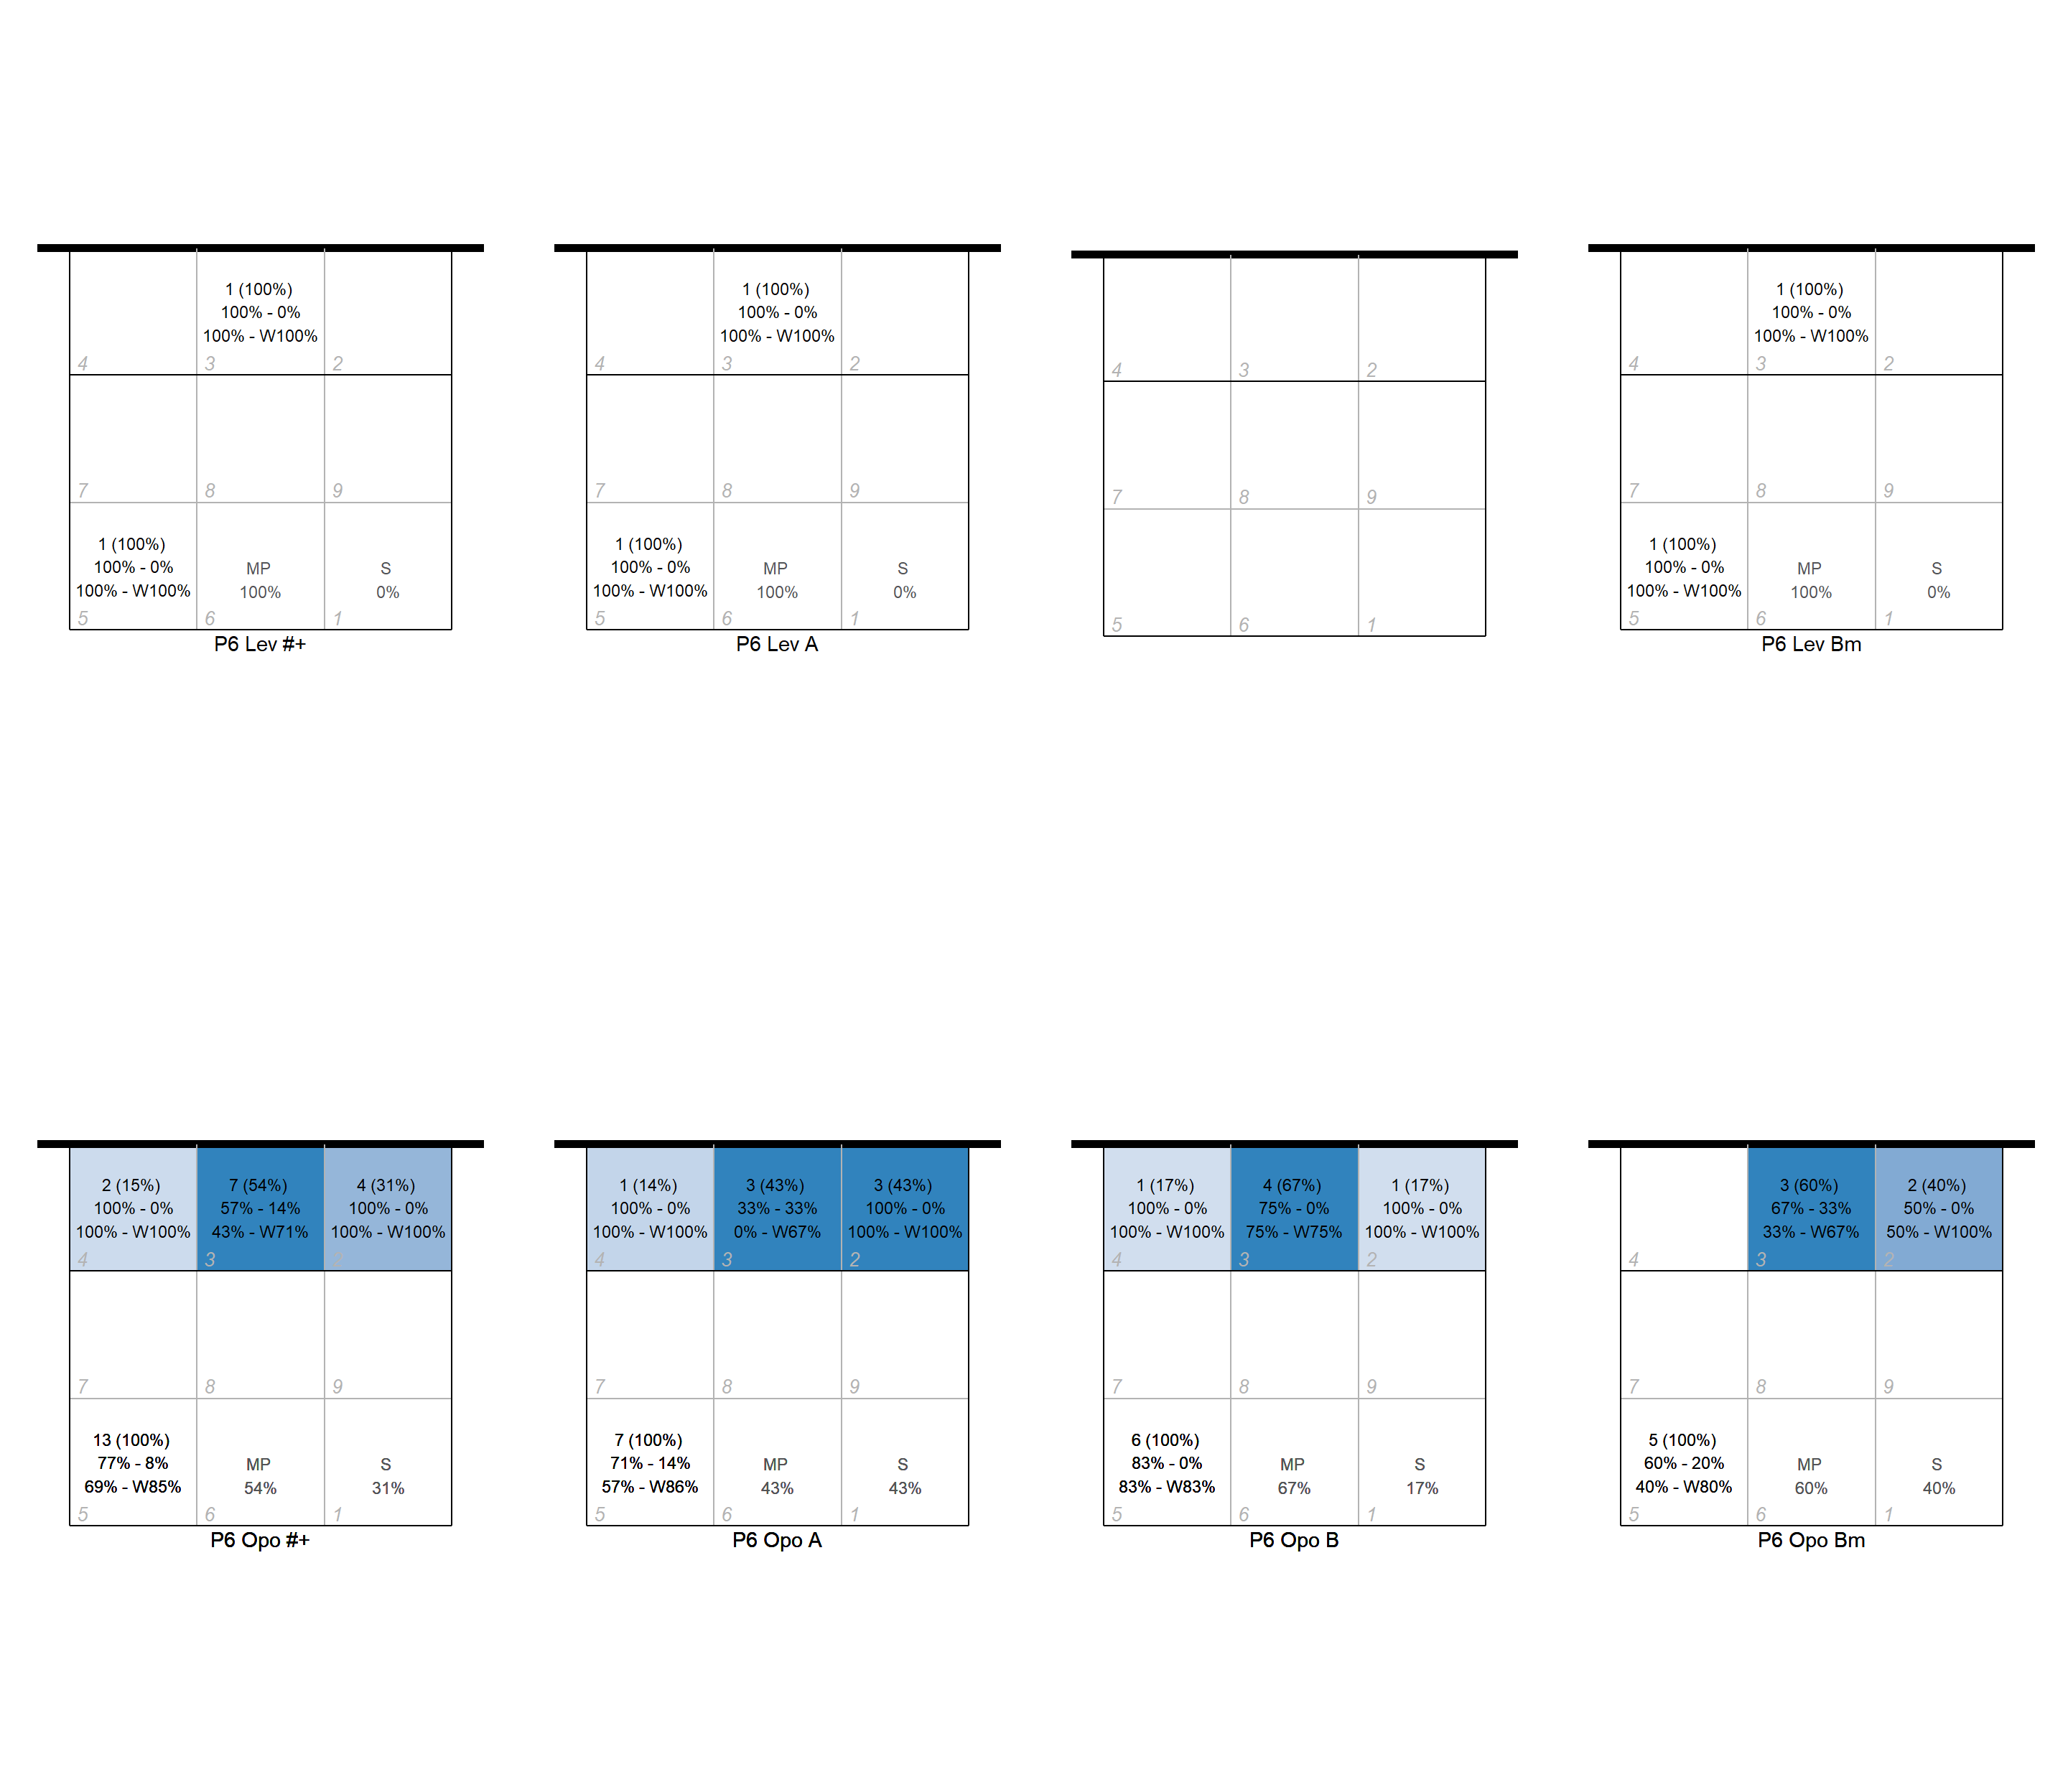 1 (100%)
100% - 0%
100% - W100%
4 3 2
7 8 9
1 (100%)
100% - 0%
100% - W100%
MP
100%
S
0%
5 6 1
P6 Lev #+
1 (100%)
100% - 0%
100% - W100%
4 3 2
7 8 9
1 (100%)
100% - 0%
100% - W100%
MP
100%
S
0%
5 6 1
P6 Lev A
4 3 2
7 8 9
5 6 1
1 (100%)
100% - 0%
100% - W100%
4 3 2
7 8 9
1 (100%)
100% - 0%
100% - W100%
MP
100%
S
0%
5 6 1
P6 Lev Bm
2 (15%)
100% - 0%
100% - W100%
7 (54%)
57% - 14%
43% - W71%
4 (31%)
100% - 0%
100% - W100%
4 3 2
7 8 9
13 (100%)
77% - 8%
69% - W85%
MP
54%
S
31%
5 6 1
P6 Opo #+
1 (14%)
100% - 0%
100% - W100%
3 (43%)
33% - 33%
0% - W67%
3 (43%)
100% - 0%
100% - W100%
4 3 2
7 8 9
7 (100%)
71% - 14%
57% - W86%
MP
43%
S
43%
5 6 1
P6 Opo A
1 (17%)
100% - 0%
100% - W100%
4 (67%)
75% - 0%
75% - W75%
1 (17%)
100% - 0%
100% - W100%
4 3 2
7 8 9
6 (100%)
83% - 0%
83% - W83%
MP
67%
S
17%
5 6 1
P6 Opo B
3 (60%)
67% - 33%
33% - W67%
2 (40%)
50% - 0%
50% - W100%
4 3 2
7 8 9
5 (100%)
60% - 20%
40% - W80%
MP
60%
S
40%
5 6 1
P6 Opo Bm